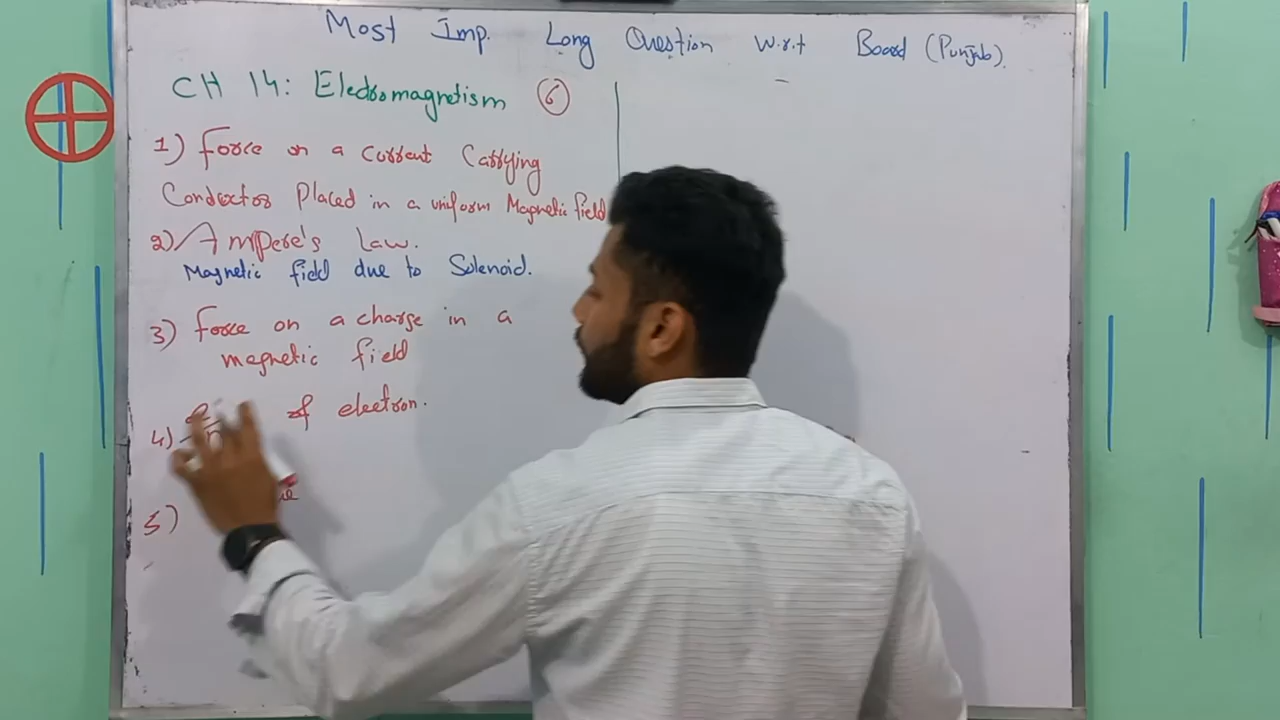 Most Imp. Long Question w.r.t Board (Punjab).
CH 14: Electromagnetism 6
1) Force on a current Carrying
Conductor Placed in a uniform Magnetic field
2) Ampere's Law.
Magnetic field due to Solenoid.
3) Force on a charge in a
magnetic field
4) e of electron.
5)